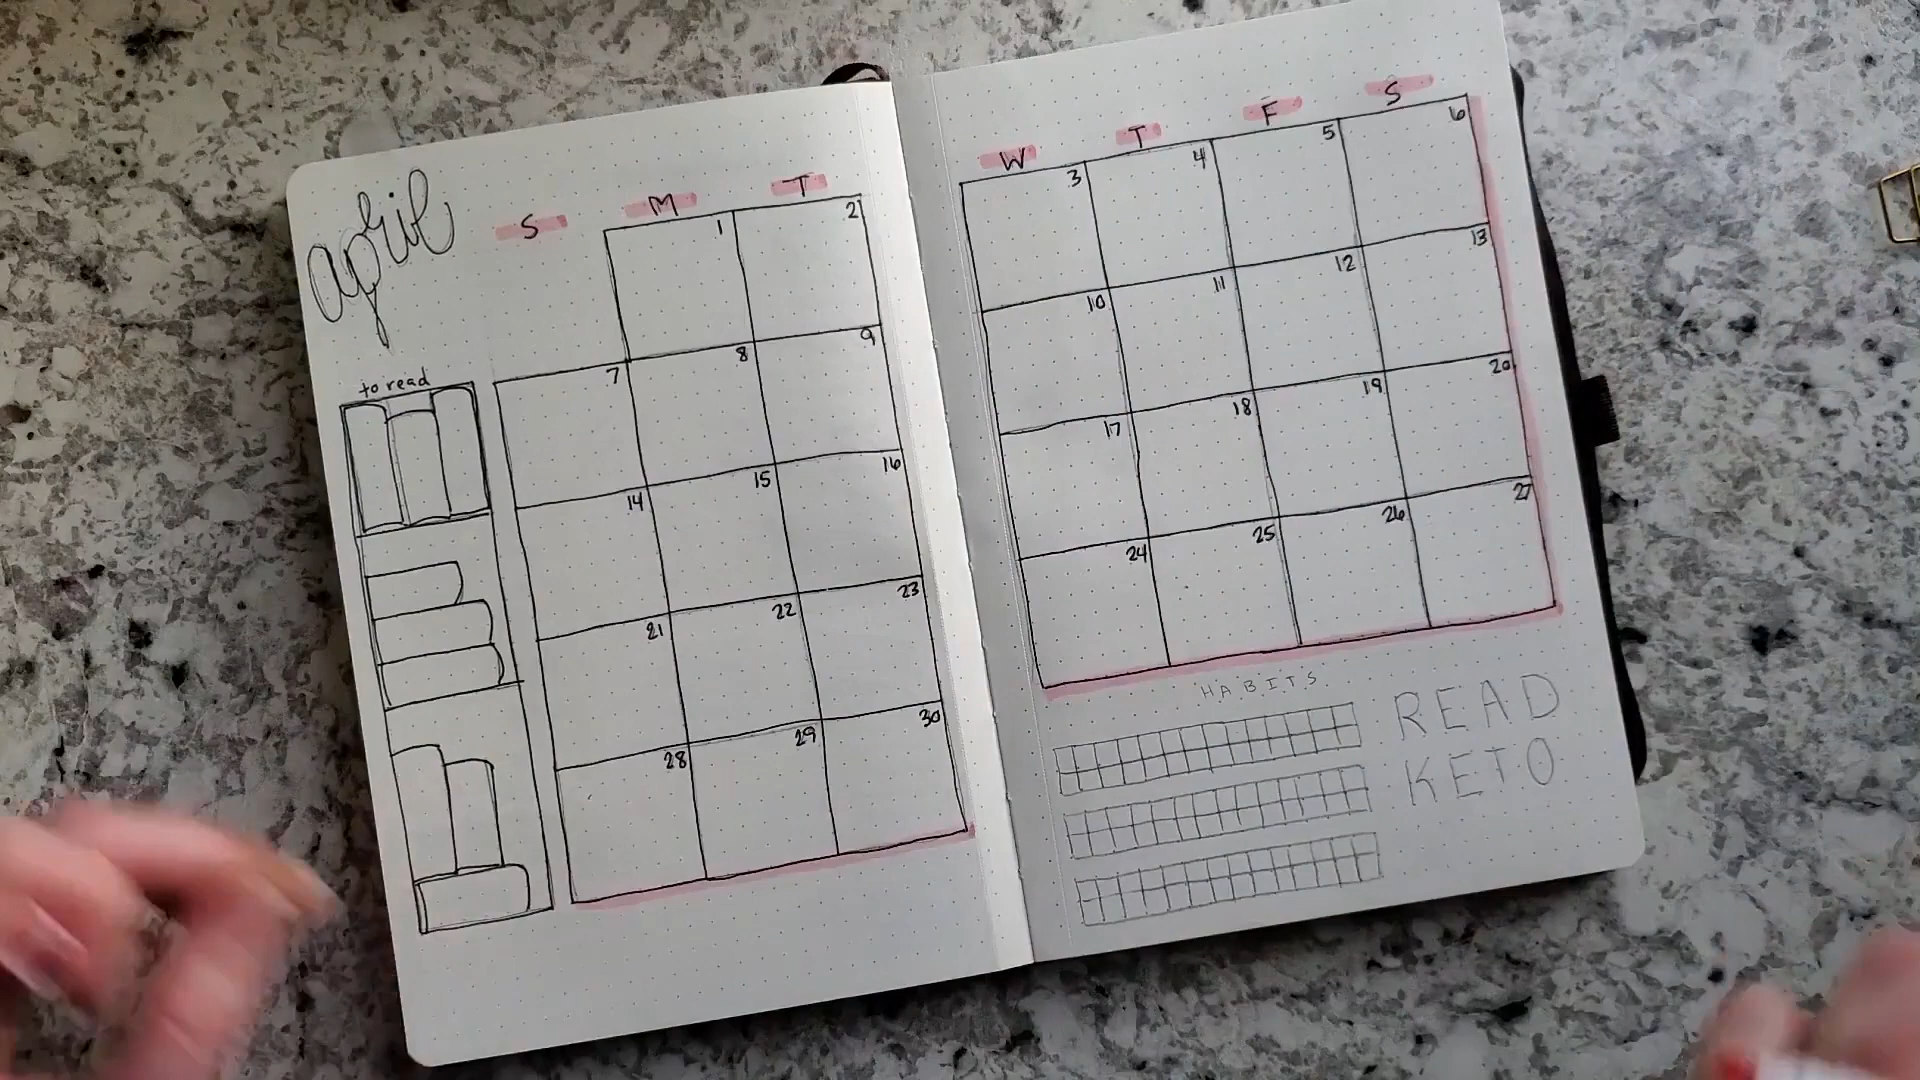 april
S M T W T F S
1 2 3 4 5 6
to read
7 8 9 10 11 12 13
14 15 16 17 18 19 20
21 22 23 24 25 26 27
28 29 30
HABITS
READ
KETO